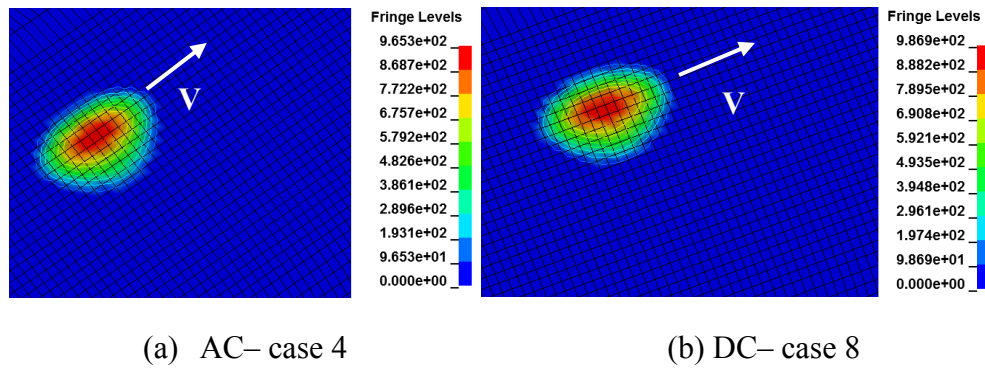 Fringe Levels
9.653e+02
8.687e+02
7.722e+02
6.757e+02
5.792e+02
4.826e+02
3.861e+02
2.896e+02
1.931e+02
9.653e+01
0.000e+00
V
Fringe Levels
9.869e+02
8.882e+02
7.895e+02
6.908e+02
5.921e+02
4.935e+02
3.948e+02
2.961e+02
1.974e+02
9.869e+01
0.000e+00
V
(a) AC– case 4
(b) DC– case 8